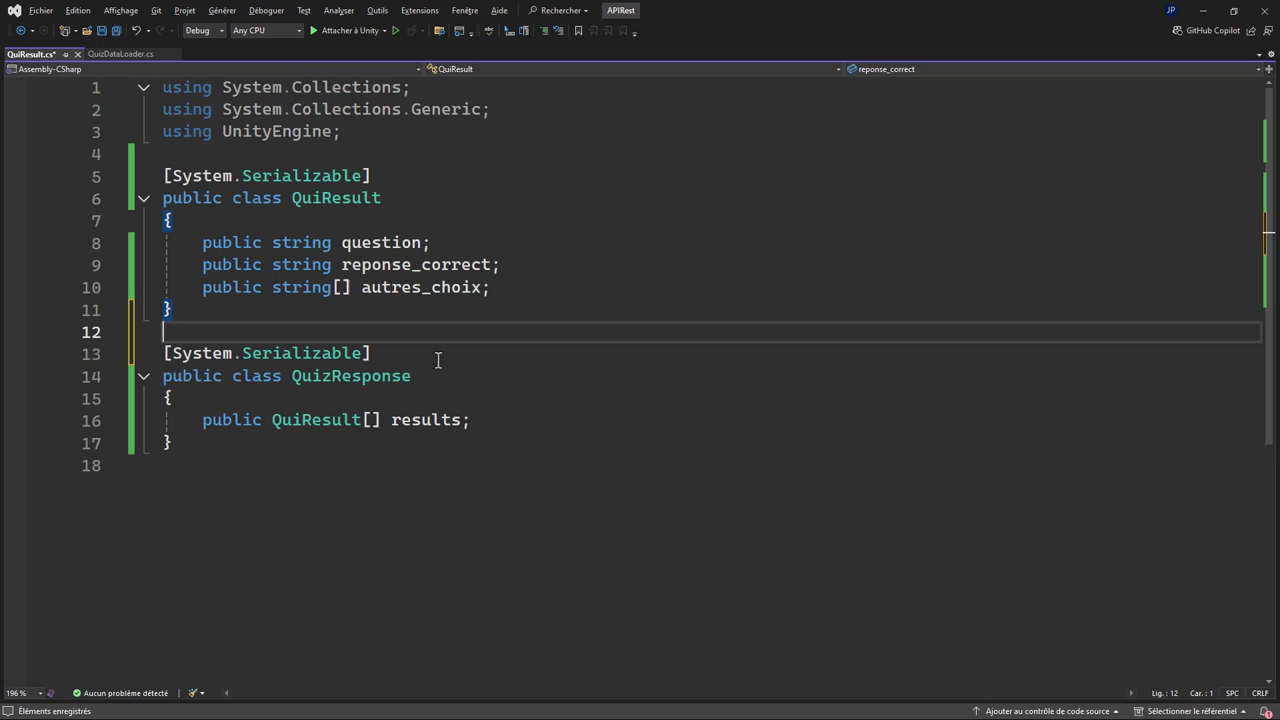 Fichier Edition Affichage Git Projet Générer Déboguer Test Analyser Outils Extensions Fenêtre Aide Rechercher APIRest JP
Debug Any CPU Attacher à Unity GitHub Copilot
QuiResult.cs* QuizDataLoader.cs
Assembly-CSharp QuiResult reponse_correct
1 using System.Collections;
2 using System.Collections.Generic;
3 using UnityEngine;
4
5 [System.Serializable]
6 public class QuiResult
7 {
8 public string question;
9 public string reponse_correct;
10 public string[] autres_choix;
11 }
12
13 [System.Serializable]
14 public class QuizResponse
15 {
16 public QuiResult[] results;
17 }
18
196 % Aucun problème détecté Lig. : 12 Car. : 1 SPC CRLF
Éléments enregistrés Ajouter au contrôle de code source Sélectionner le référentiel